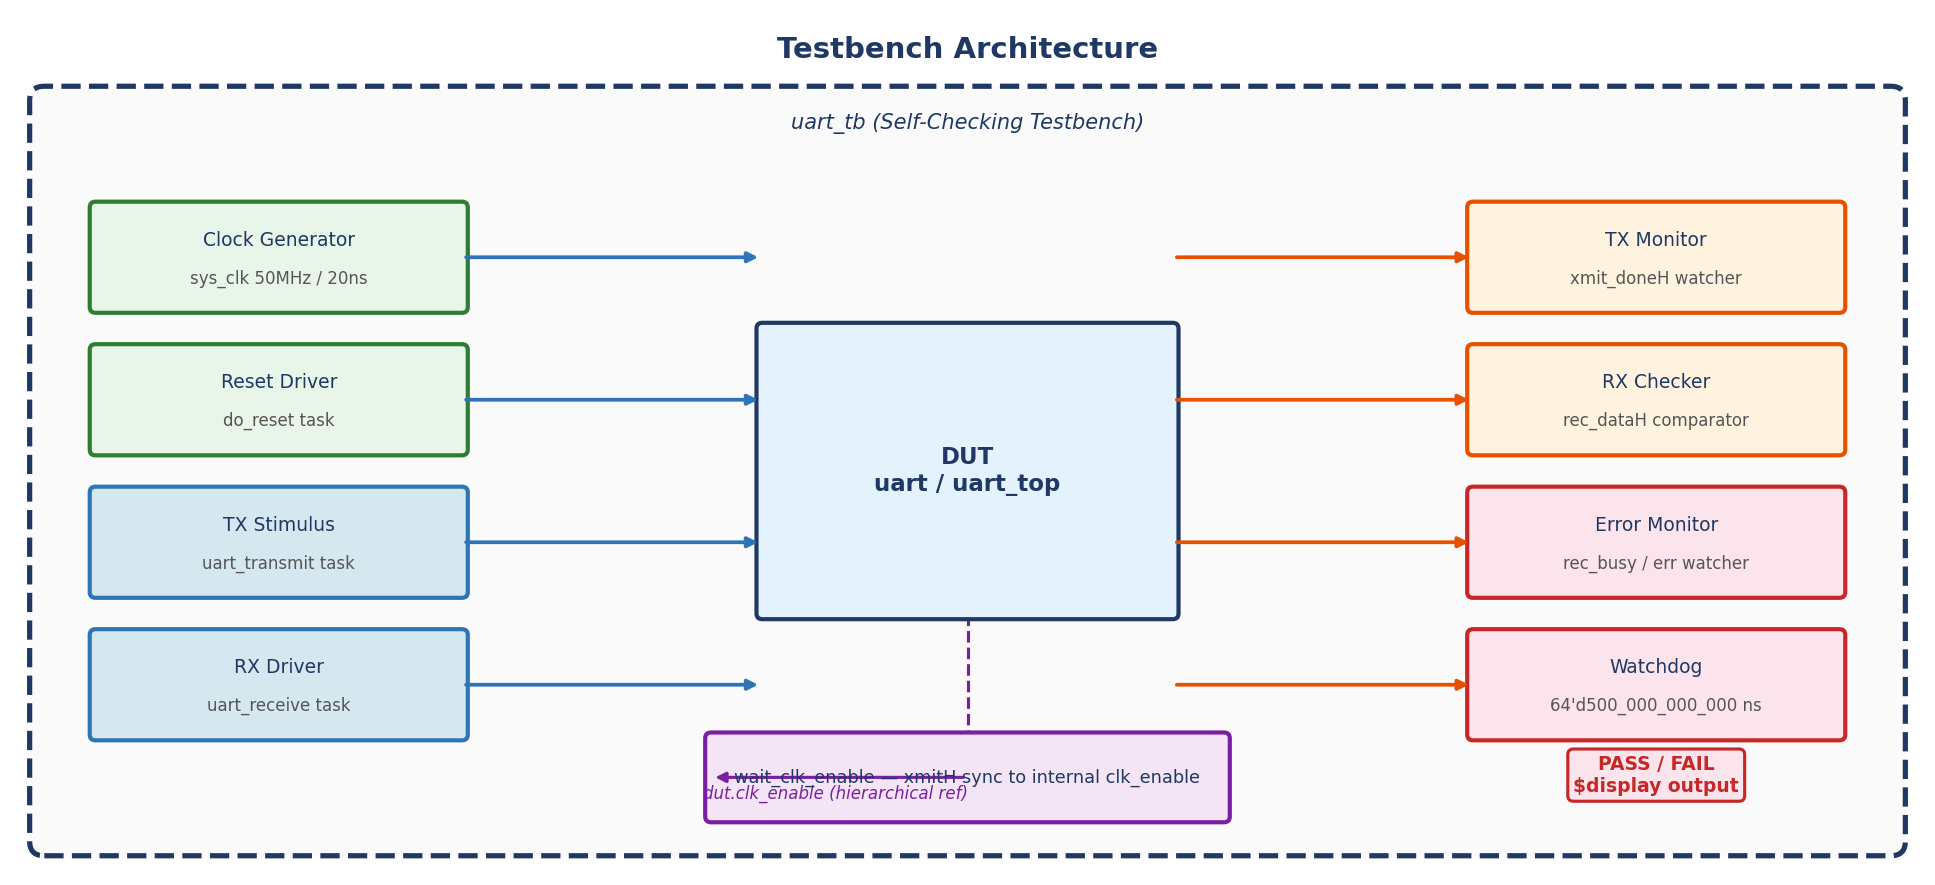 Testbench Architecture
uart_tb (Self-Checking Testbench)
Clock Generator
sys_clk 50MHz / 20ns
Reset Driver
do_reset task
TX Stimulus
uart_transmit task
RX Driver
uart_receive task
DUT
uart / uart_top
wait_clk_enable — xmitH sync to internal clk_enable
dut.clk_enable (hierarchical ref)
TX Monitor
xmit_doneH watcher
RX Checker
rec_dataH comparator
Error Monitor
rec_busy / err watcher
Watchdog
64'd500_000_000_000 ns
PASS / FAIL
$display output